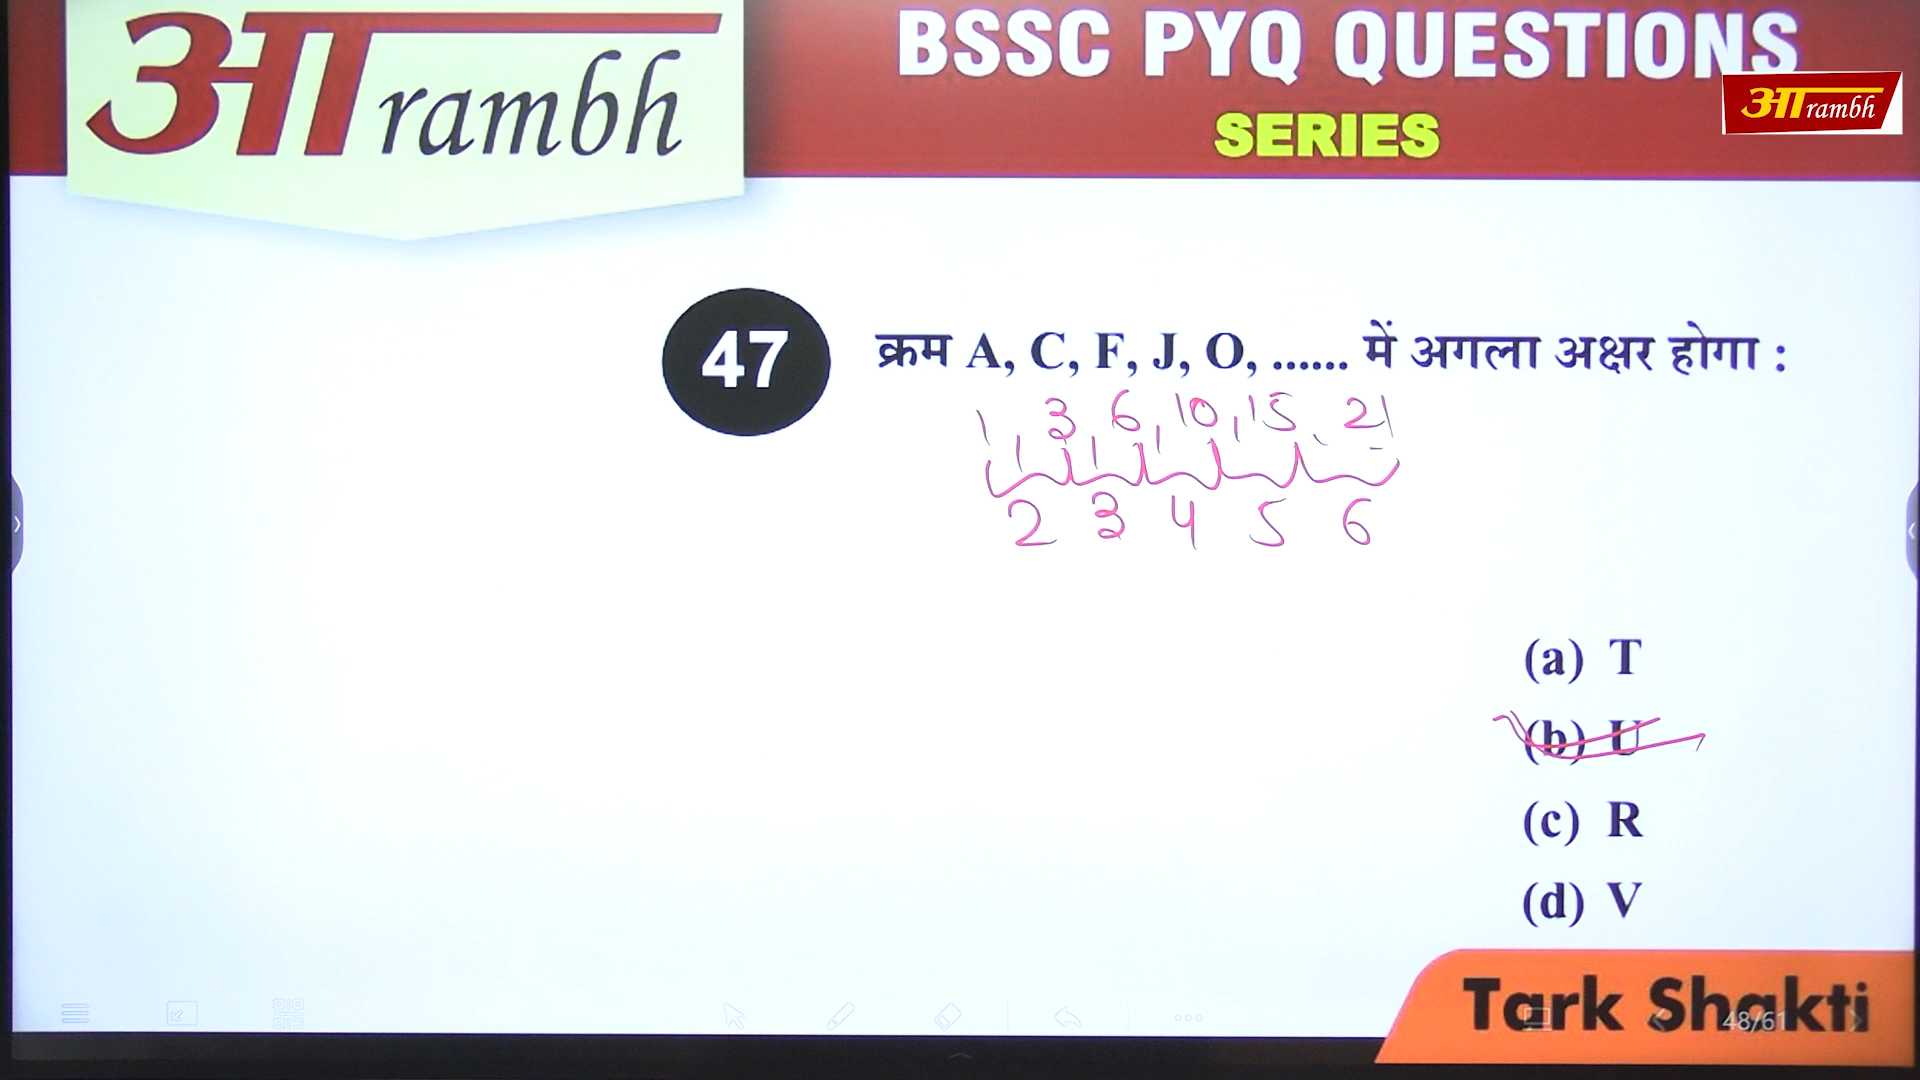 आrambh
BSSC PYQ QUESTIONS
SERIES
आrambh
47
क्रम A, C, F, J, O, ...... में अगला अक्षर होगा :
1 3 6 10 15 21
2 3 4 5 6
(a) T
(b) U
(c) R
(d) V
Tark Shakti
48/61